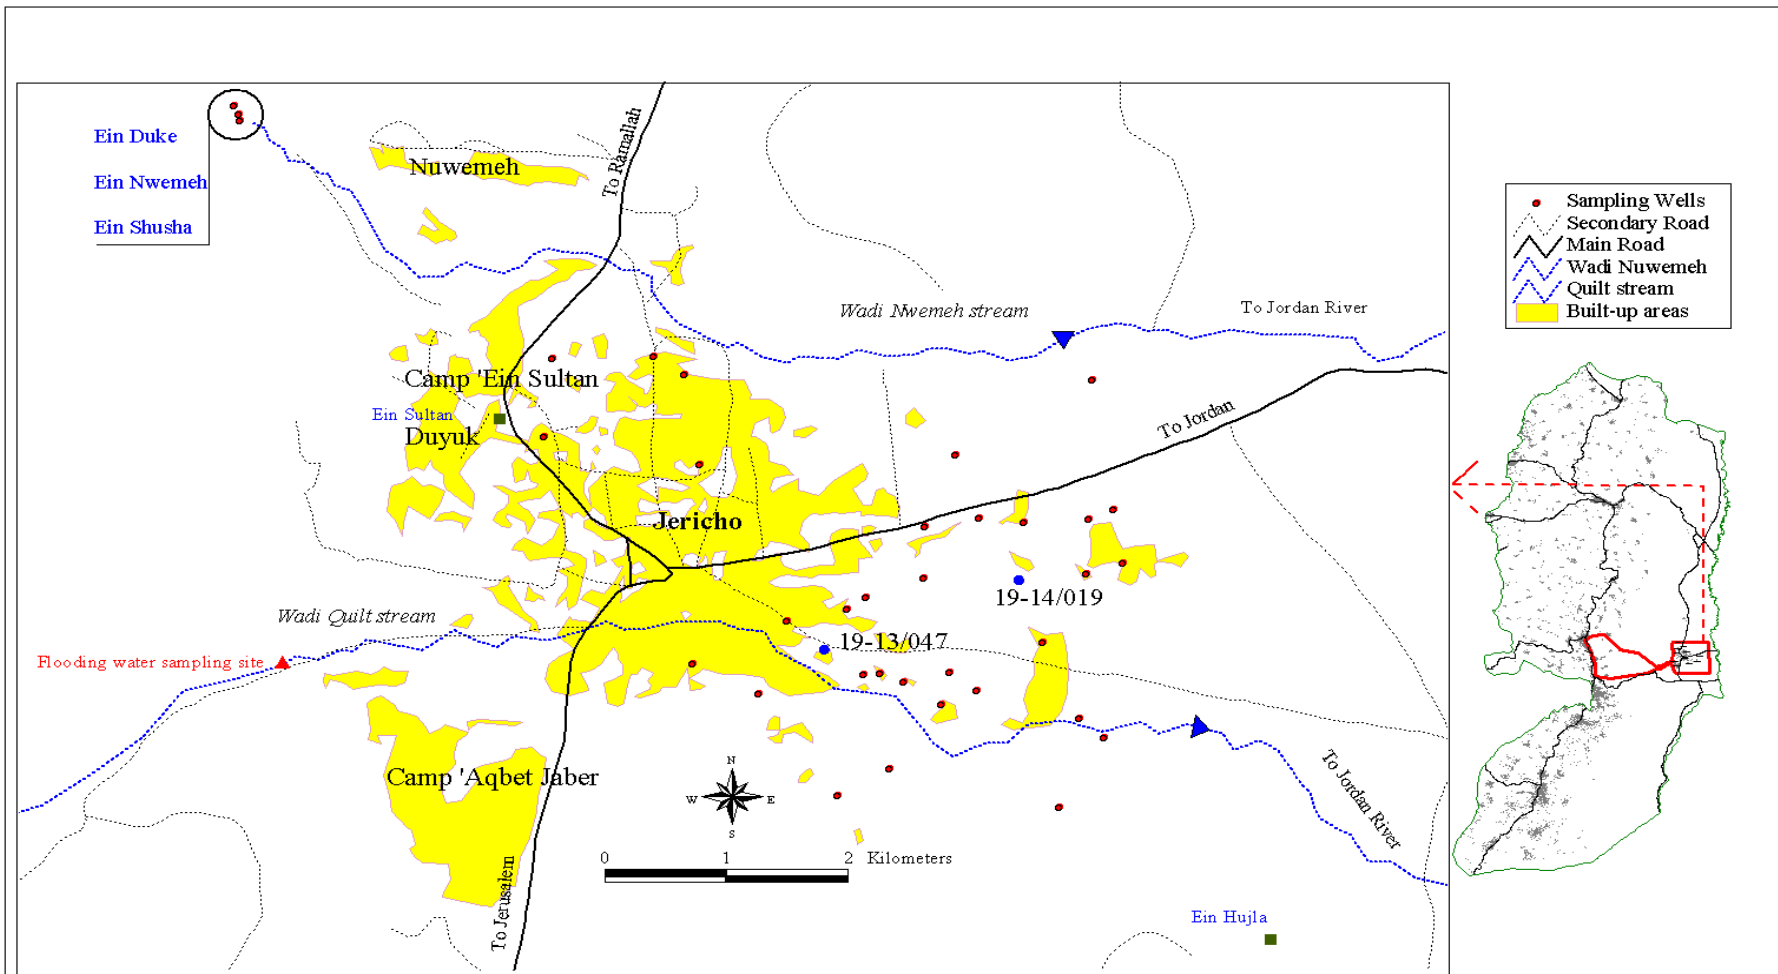 Ein Duke
Ein Nwemeh
Ein Shusha
Nuwemeh
To Ramallah
Wadi Nwemeh stream
To Jordan River
Camp 'Ein Sultan
Ein Sultan
Duyuk
To Jordan
Jericho
19-14/019
Wadi Quilt stream
19-13/047
Flooding water sampling site
Camp 'Aqbet Jaber
N
W
E
S
To Jordan River
0 1 2 Kilometers
To Jerusalem
Ein Hujla
Sampling Wells
Secondary Road
Main Road
Wadi Nuwemeh
Quilt stream
Built-up areas